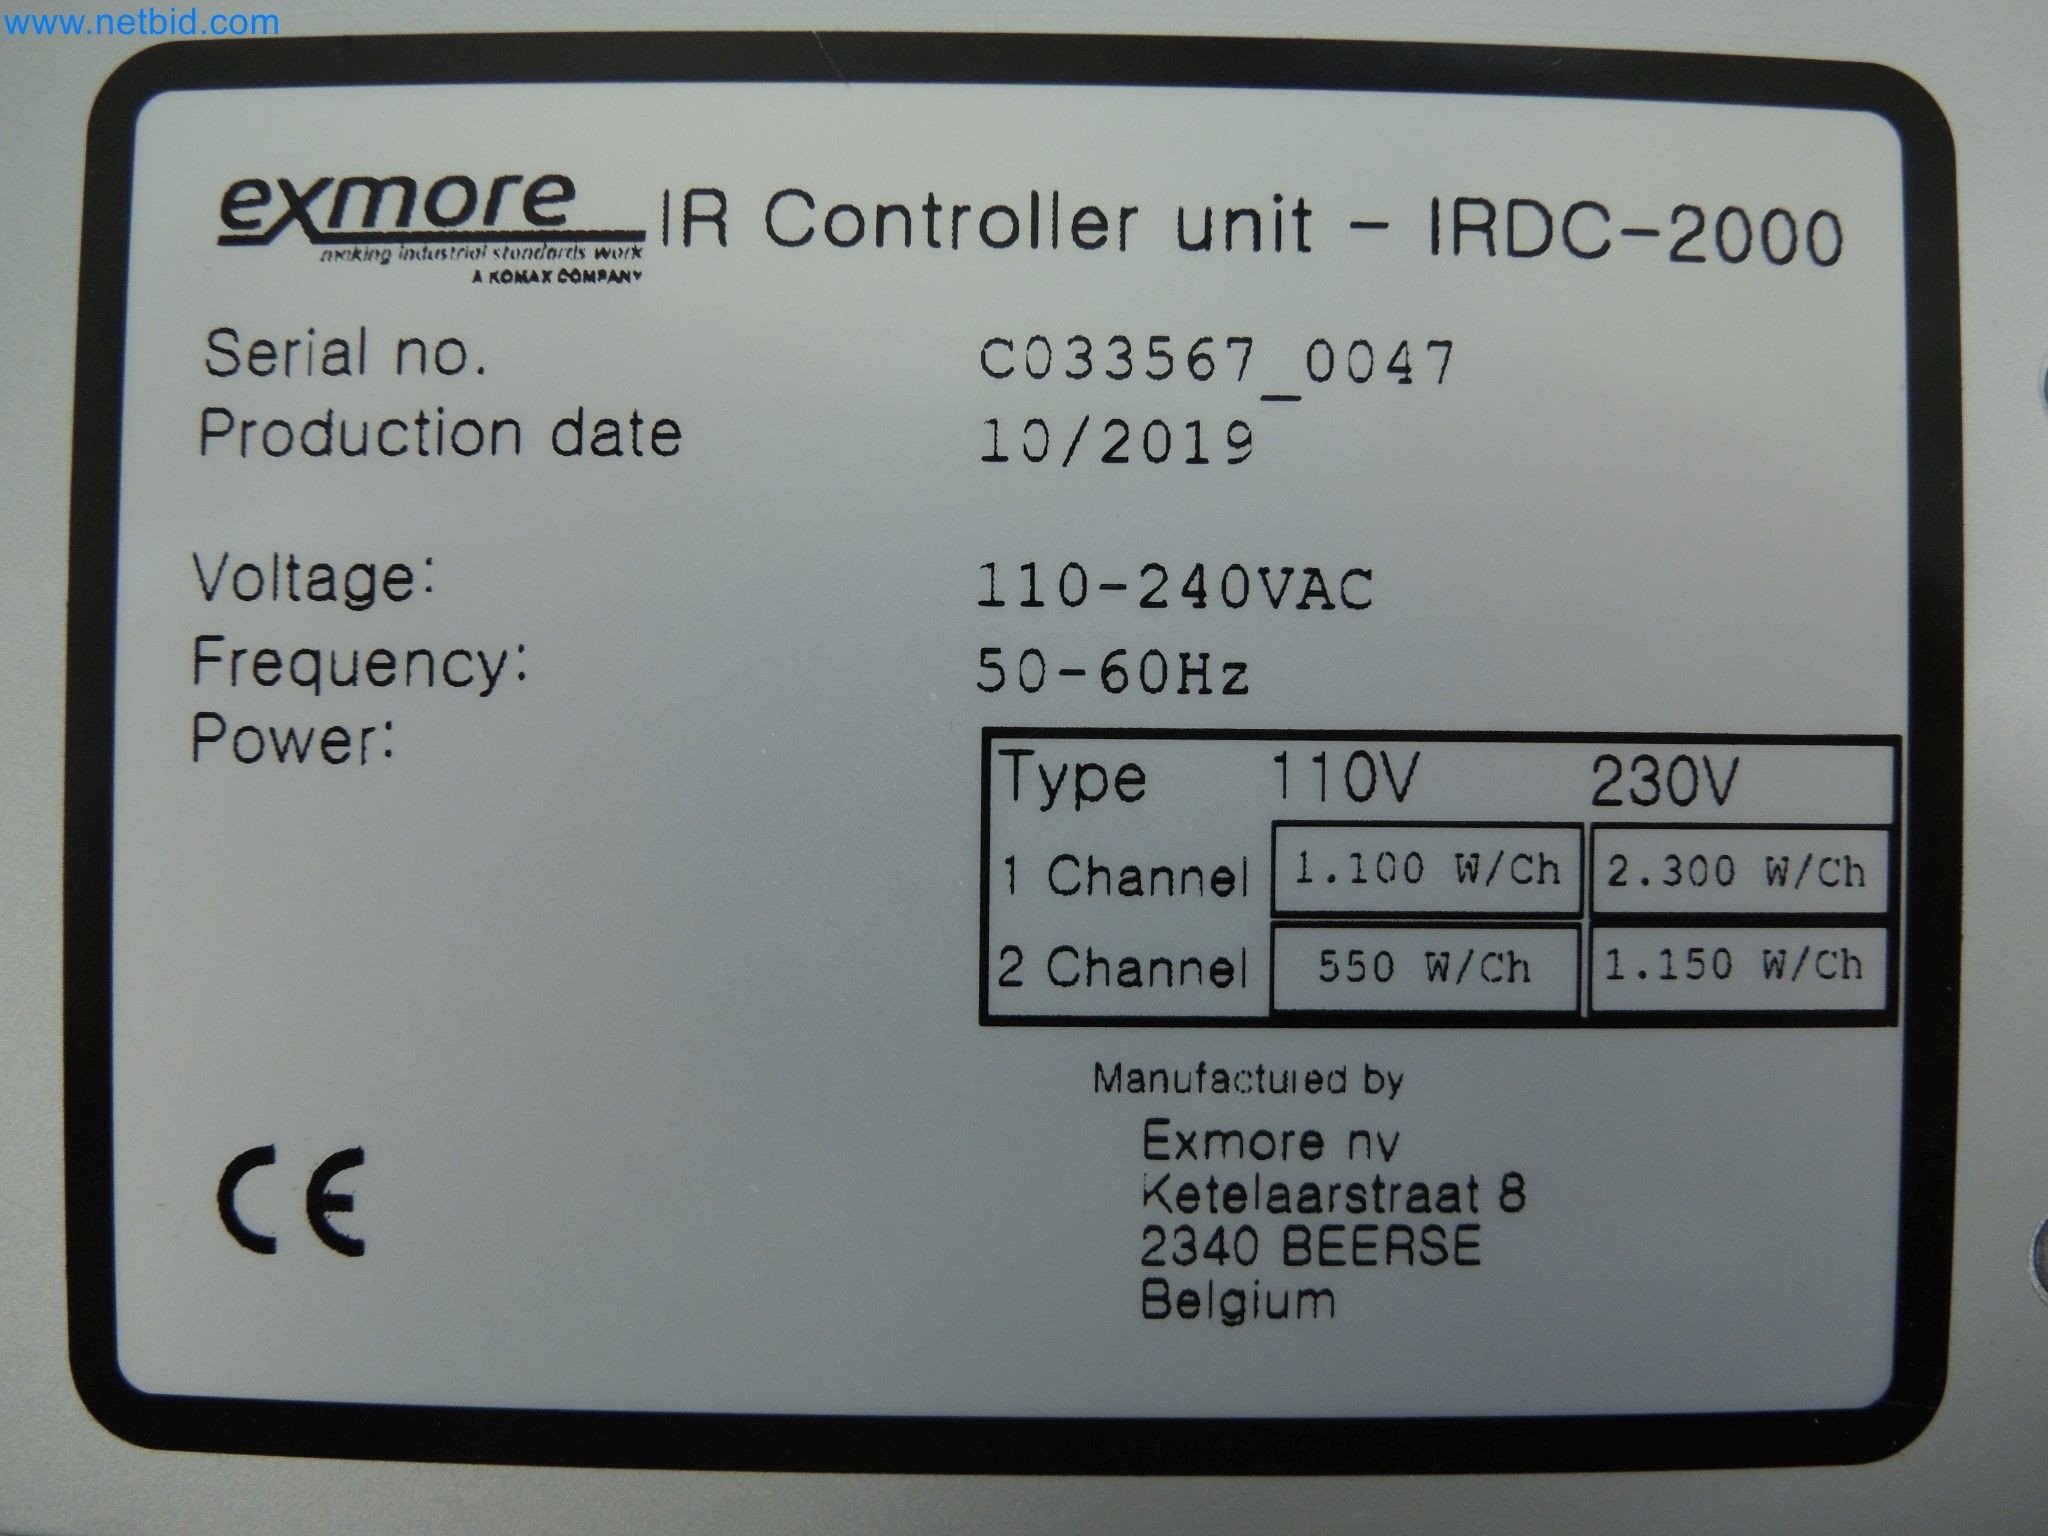 www.netbid.com
exmore IR Controller unit - IRDC-2000
making industrial standards work
A KOMAX COMPANY
Serial no. C033567_0047
Production date 10/2019
Voltage: 110-240VAC
Frequency: 50-60Hz
Power:
Type 110V 230V
1 Channel 1.100 W/Ch 2.300 W/Ch
2 Channel 550 W/Ch 1.150 W/Ch
Manufactured by
Exmore nv
Ketelaarstraat 8
2340 BEERSE
Belgium
CE